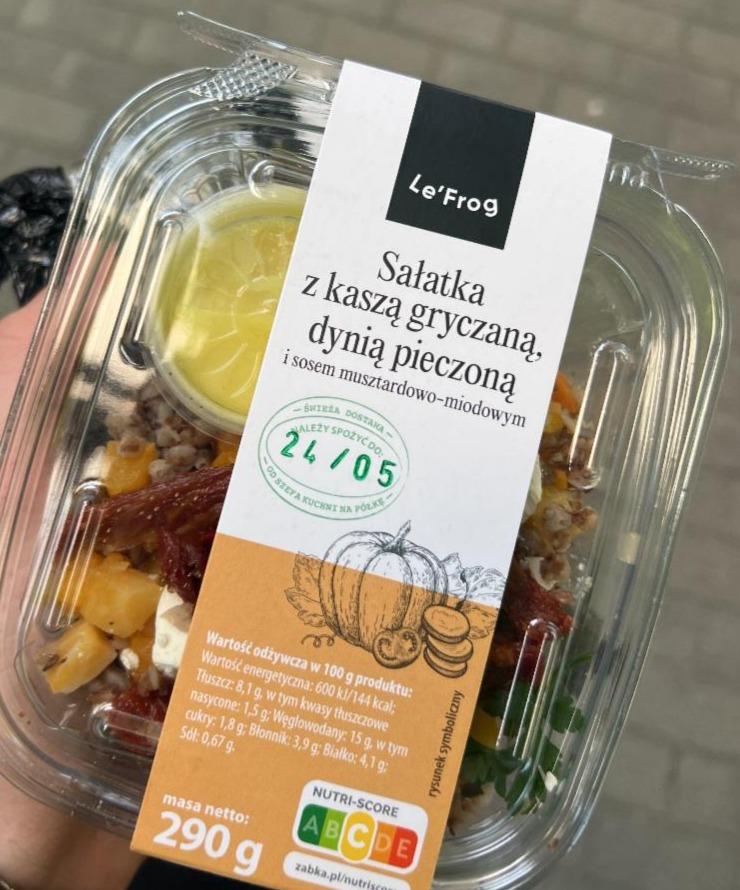 Le'Frog
Sałatka
z kaszą gryczaną,
dynią pieczoną
i sosem musztardowo-miodowym
ŚWIEŻA DOSTAWA
NALEŻY SPOŻYĆ DO:
24/05
OD SZEFA KUCHNI NA PÓŁKĘ
Wartość odżywcza w 100 g produktu:
Wartość energetyczna: 600 kJ/144 kcal;
Tłuszcz: 8,1 g, w tym kwasy tłuszczowe
nasycone: 1,5 g; Węglowodany: 15 g, w tym
cukry: 1,8 g; Błonnik: 3,9 g; Białko: 4,1 g;
Sól: 0,67 g.
rysunek symboliczny
masa netto:
290 g
NUTRI-SCORE
A B C D E
zabka.pl/nutrisco